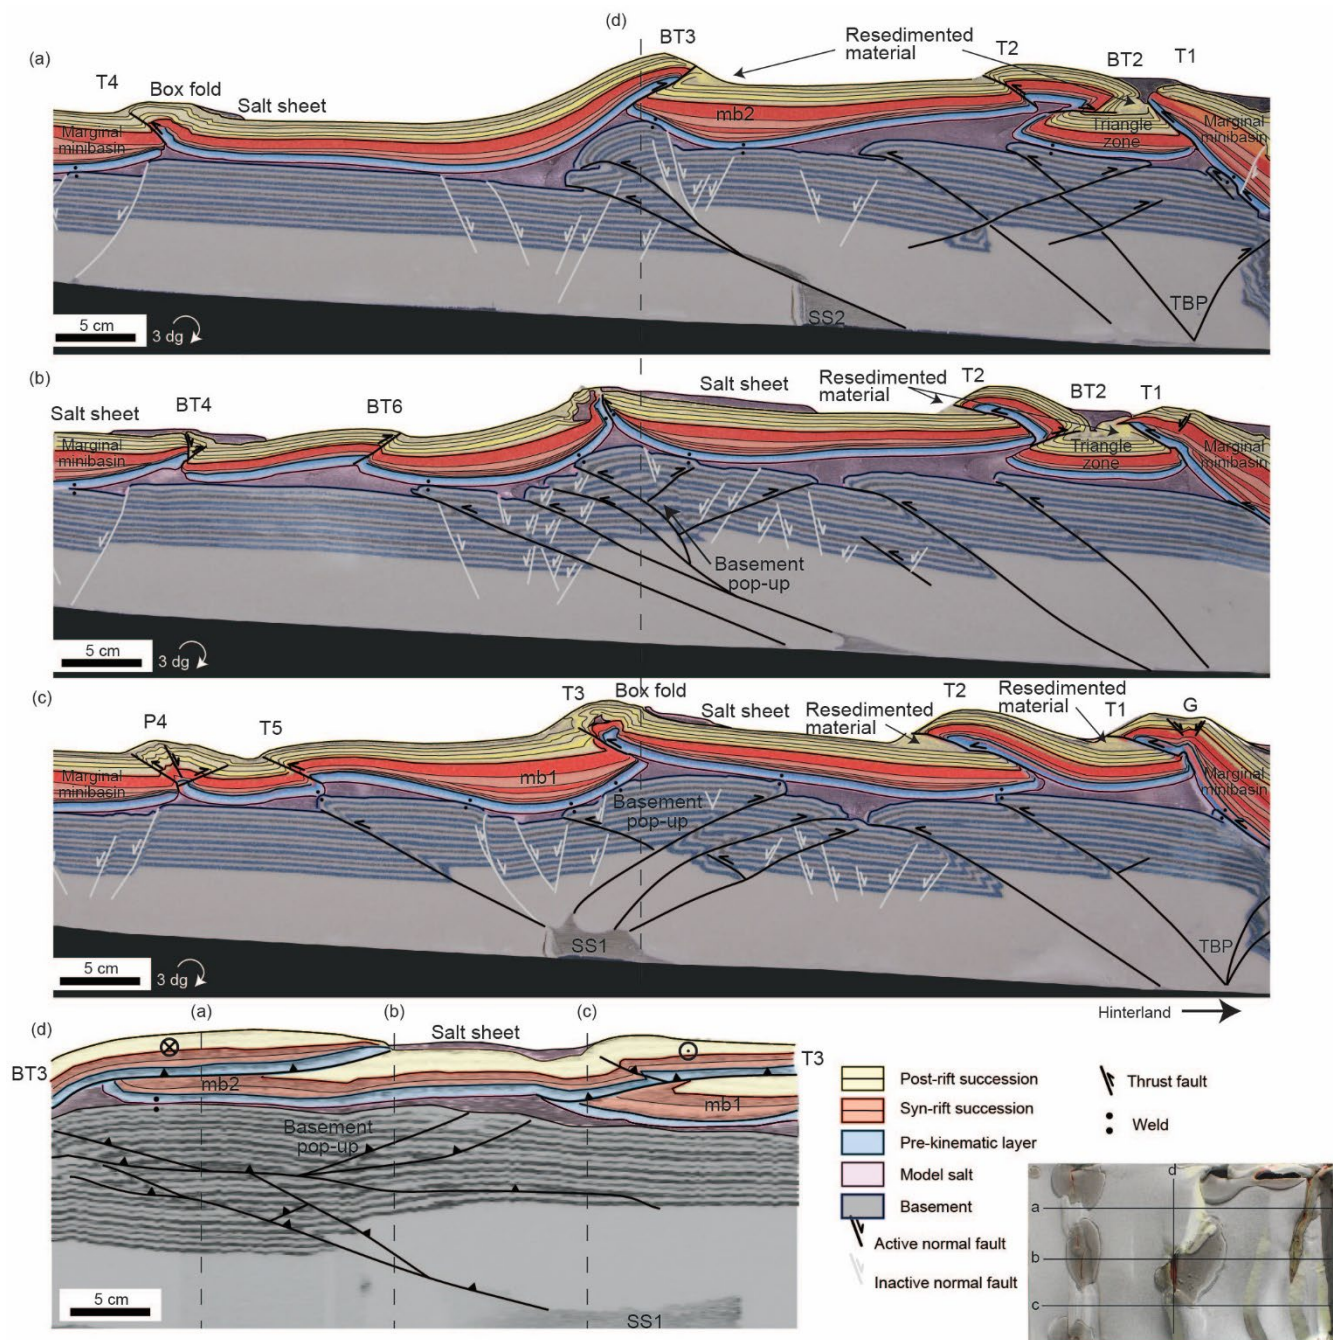 (d)
(a)
T4
Box fold
Salt sheet
BT3
Resedimented
material
T2
BT2
T1
Marginal
minibasin
mb2
Triangle
zone
Marginal
minibasin
SS2
TBP
5 cm
3 dg
(b)
Salt sheet
BT4
BT6
Salt sheet
Resedimented
material
T2
BT2
T1
Marginal
minibasin
Triangle
zone
Marginal
minibasin
Basement
pop-up
5 cm
3 dg
(c)
P4
T5
T3
Box fold
Salt sheet
Resedimented
material
T2
Resedimented
material
T1
G
Marginal
minibasin
mb1
Basement
pop-up
Marginal
minibasin
SS1
TBP
5 cm
3 dg
Hinterland
(d)
(a)
(b)
Salt sheet
(c)
BT3
T3
mb2
mb1
Basement
pop-up
SS1
5 cm
Post-rift succession
Syn-rift succession
Pre-kinematic layer
Model salt
Basement
Active normal fault
Inactive normal fault
Thrust fault
Weld
d
a
b
c